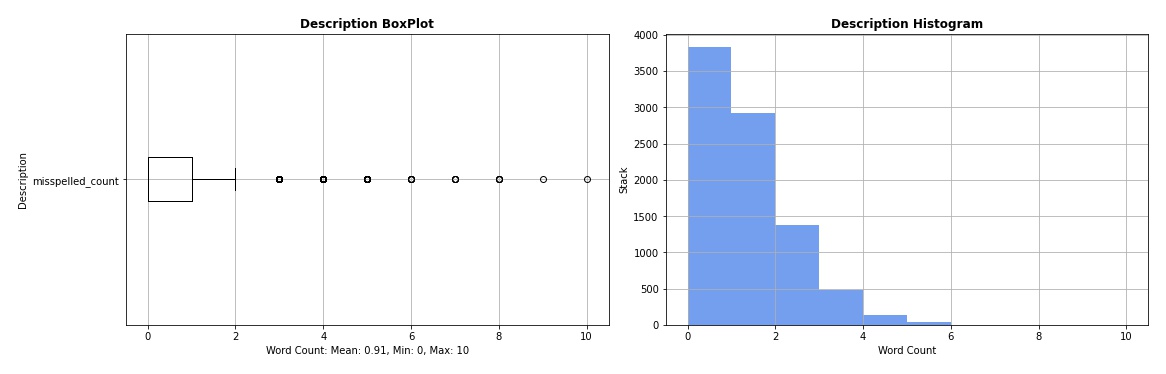 Description BoxPlot
Description
misspelled_count
0 2 4 6 8 10
Word Count: Mean: 0.91, Min: 0, Max: 10
Description Histogram
Stack
4000
3500
3000
2500
2000
1500
1000
500
0
0 2 4 6 8 10
Word Count